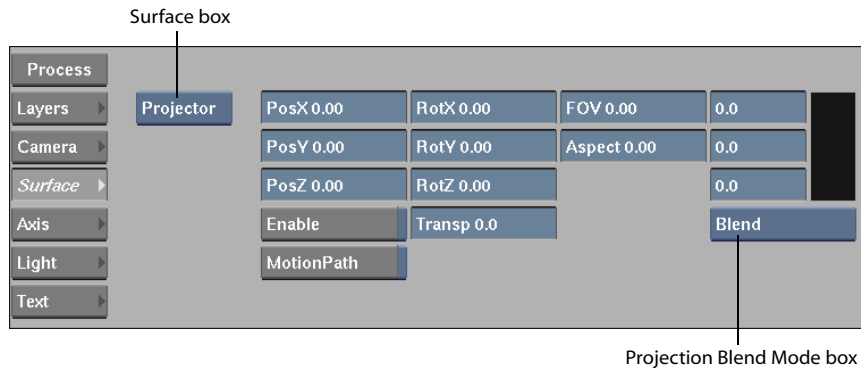 Surface box
Process
Layers
Projector
PosX 0.00
RotX 0.00
FOV 0.00
0.0
Camera
PosY 0.00
RotY 0.00
Aspect 0.00
0.0
Surface
PosZ 0.00
RotZ 0.00
0.0
Axis
Enable
Transp 0.0
Blend
Light
MotionPath
Text
Projection Blend Mode box